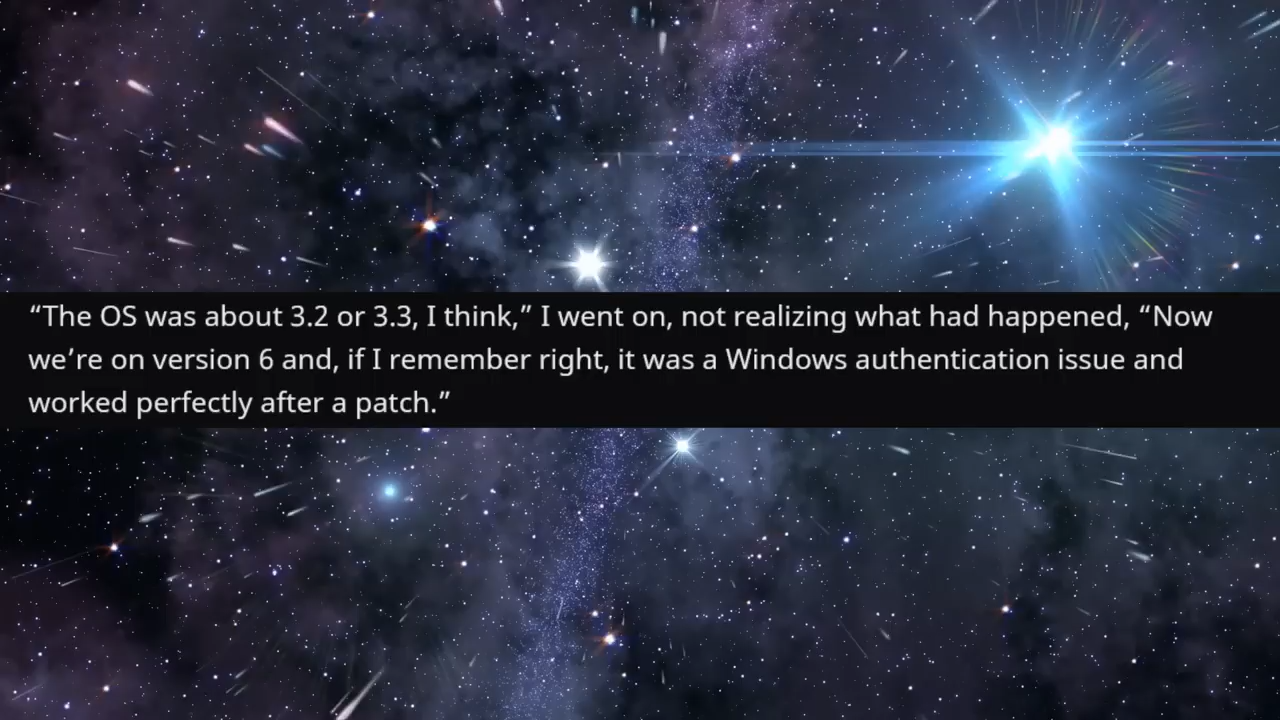 “The OS was about 3.2 or 3.3, I think,” I went on, not realizing what had happened, “Now
we’re on version 6 and, if I remember right, it was a Windows authentication issue and
worked perfectly after a patch.”